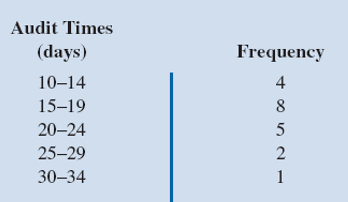 Audit Times
(days) Frequency
10–14 4
15–19 8
20–24 5
25–29 2
30–34 1